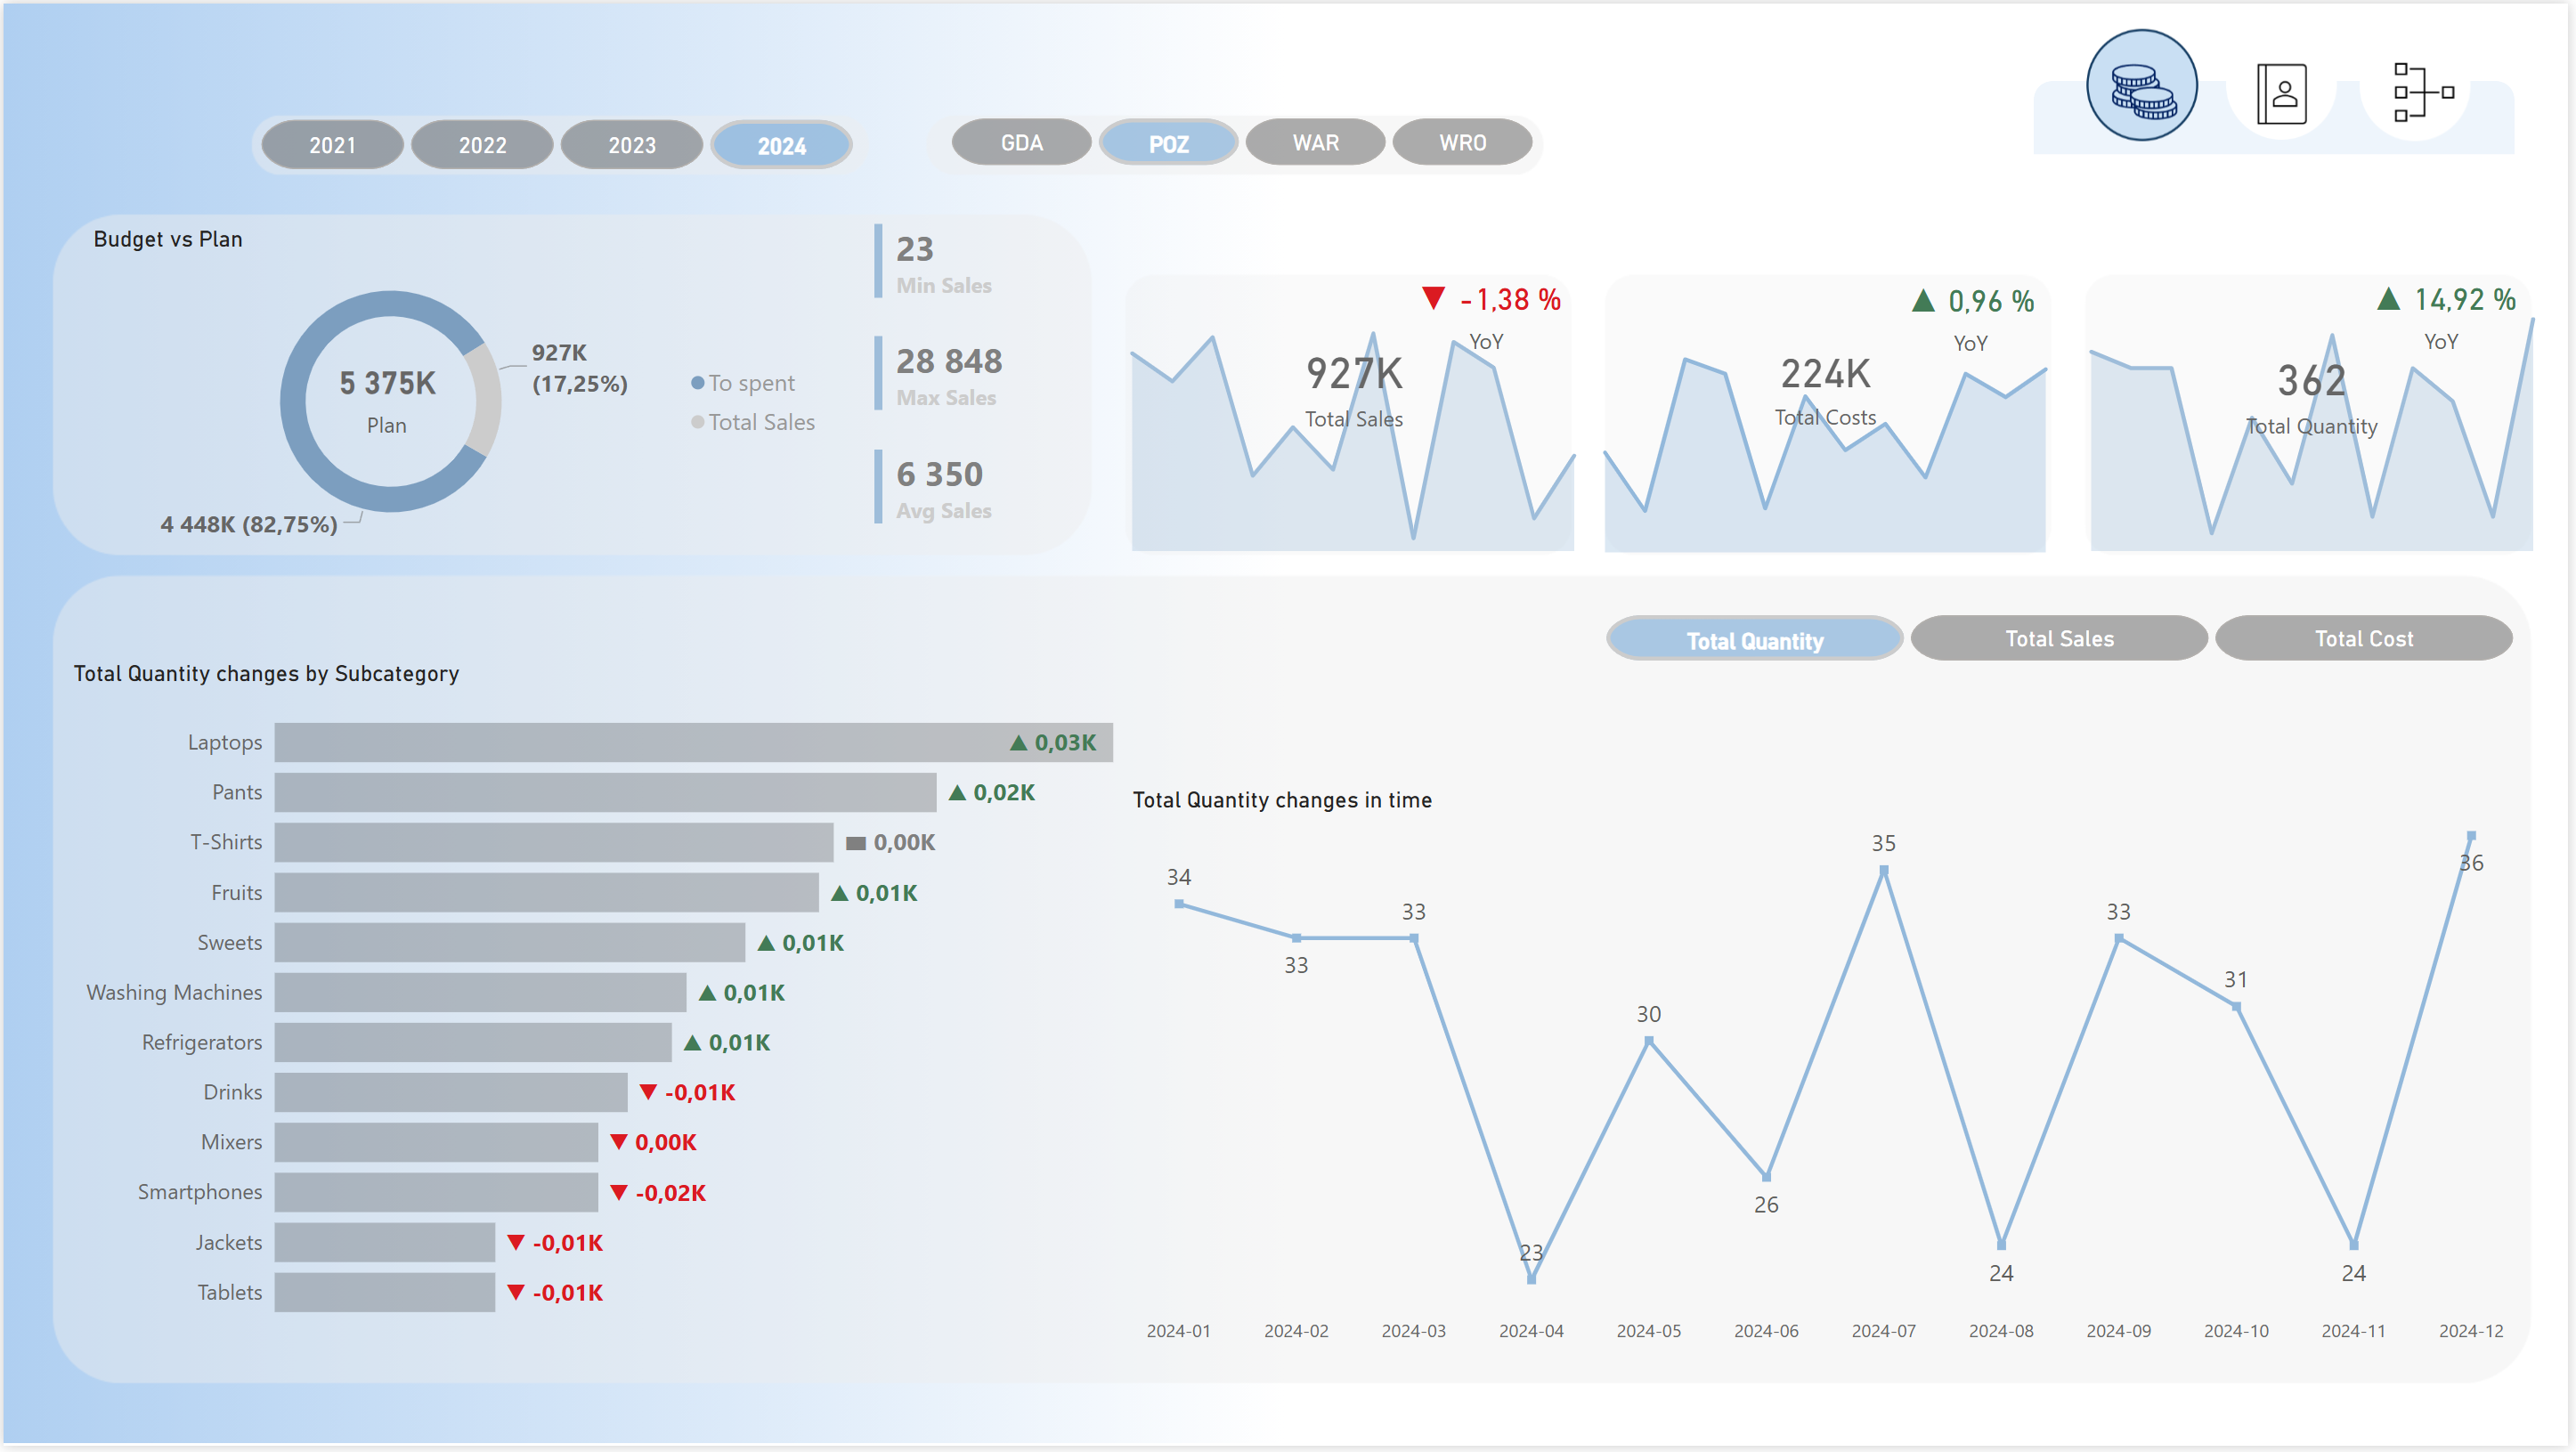 2021 2022 2023 2024 GDA POZ WAR WRO
Budget vs Plan
5 375K
Plan
927K
(17,25%)
4 448K (82,75%)
To spent
Total Sales
23
Min Sales
28 848
Max Sales
6 350
Avg Sales
-1,38 %
YoY
927K
Total Sales
0,96 %
YoY
224K
Total Costs
14,92 %
YoY
362
Total Quantity
Total Quantity Total Sales Total Cost
Total Quantity changes by Subcategory
Laptops ▲ 0,03K
Pants ▲ 0,02K
T-Shirts 0,00K
Fruits ▲ 0,01K
Sweets ▲ 0,01K
Washing Machines ▲ 0,01K
Refrigerators ▲ 0,01K
Drinks ▼ -0,01K
Mixers ▼ 0,00K
Smartphones ▼ -0,02K
Jackets ▼ -0,01K
Tablets ▼ -0,01K
Total Quantity changes in time
34 33 33 23 30 26 35 24 33 31 24 36
2024-01 2024-02 2024-03 2024-04 2024-05 2024-06 2024-07 2024-08 2024-09 2024-10 2024-11 2024-12